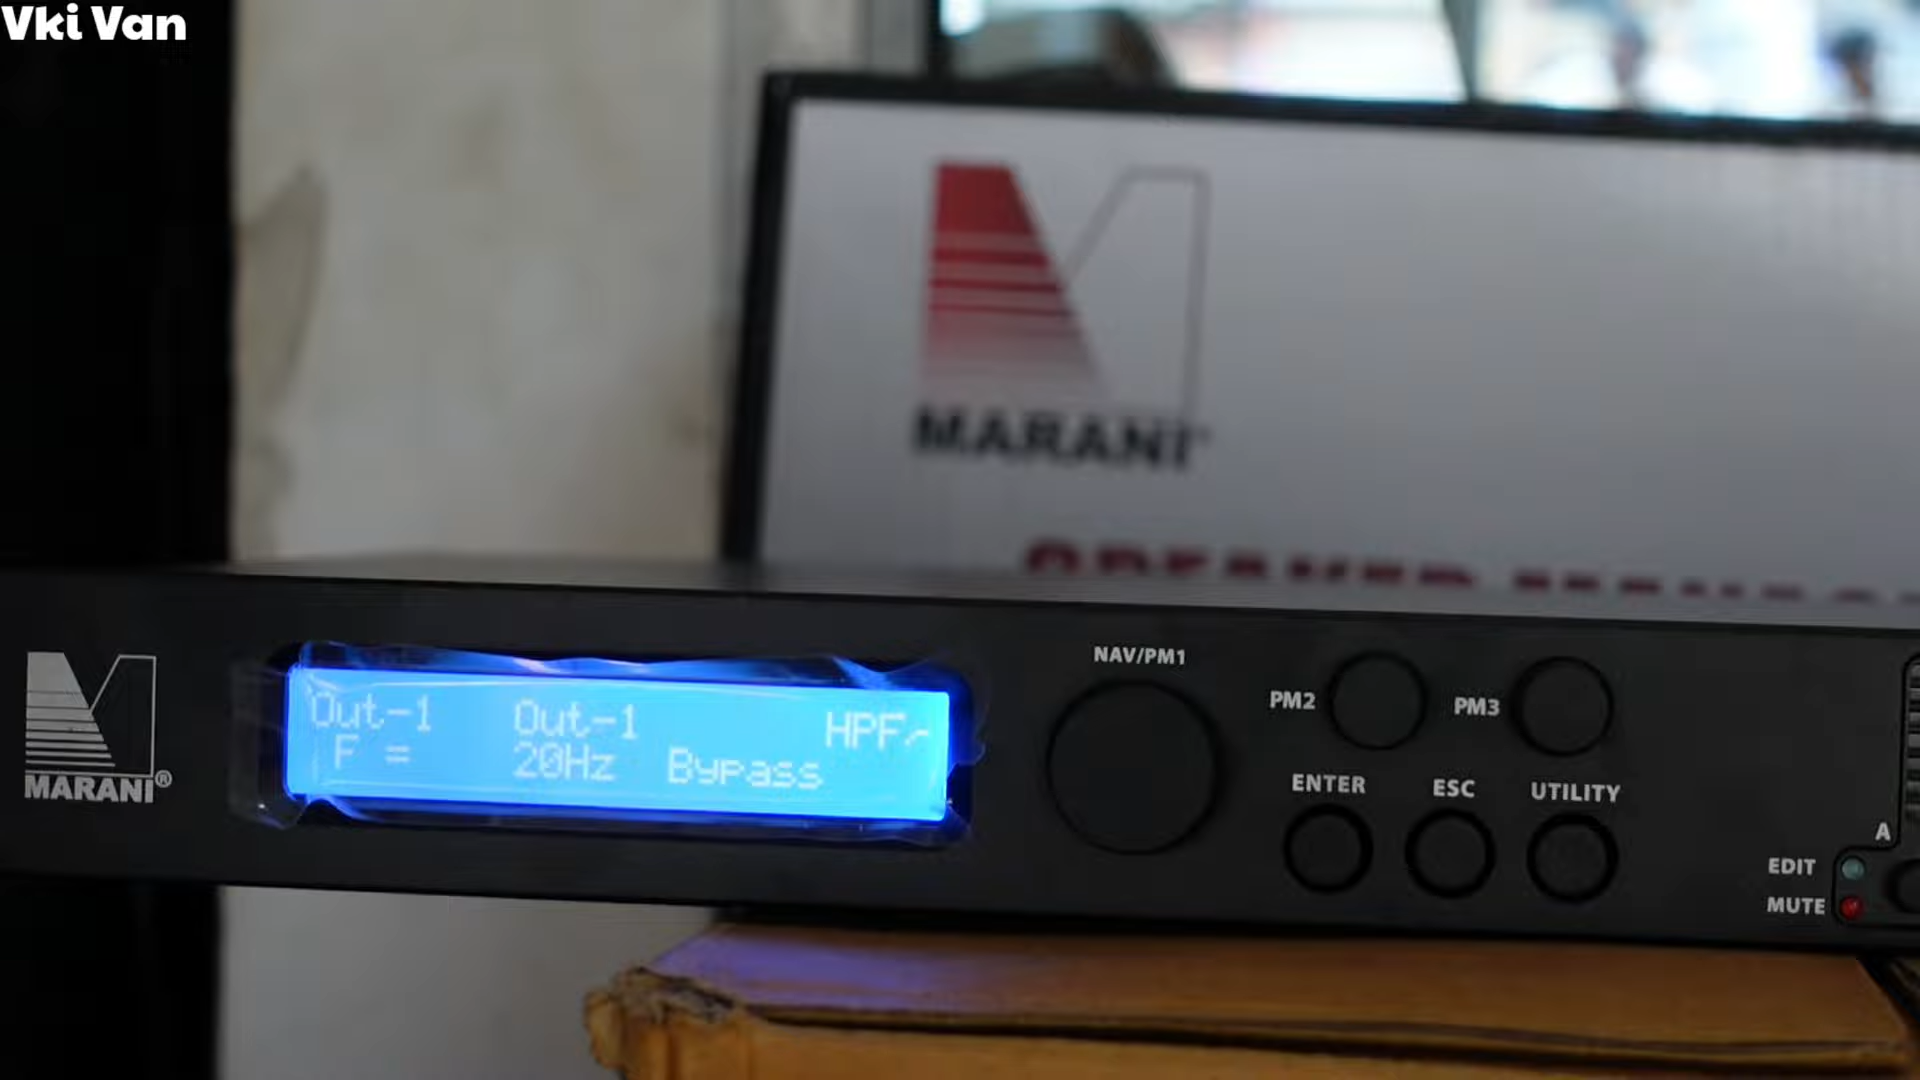 Vki Van
MARANI
MARANI®
Out-1 Out-1 HPF
F = 20Hz Bypass
NAV/PM1
PM2
PM3
ENTER
ESC
UTILITY
A
EDIT
MUTE